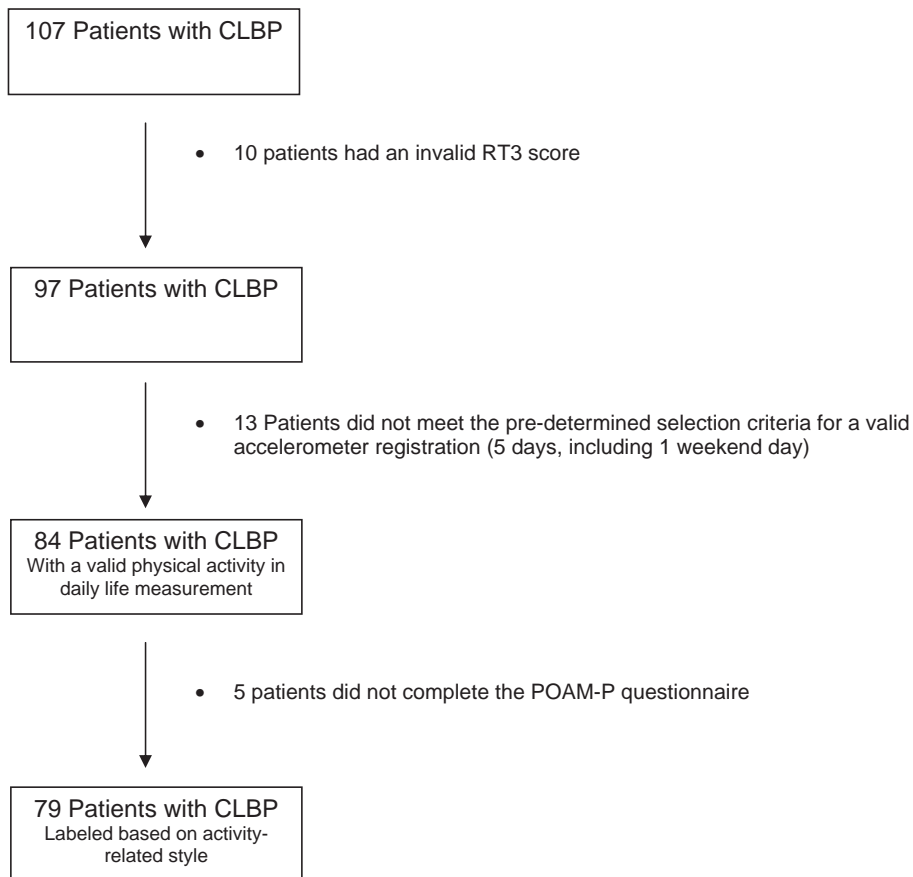 107 Patients with CLBP
• 10 patients had an invalid RT3 score
97 Patients with CLBP
• 13 Patients did not meet the pre-determined selection criteria for a valid
accelerometer registration (5 days, including 1 weekend day)
84 Patients with CLBP
With a valid physical activity in
daily life measurement
• 5 patients did not complete the POAM-P questionnaire
79 Patients with CLBP
Labeled based on activity-
related style